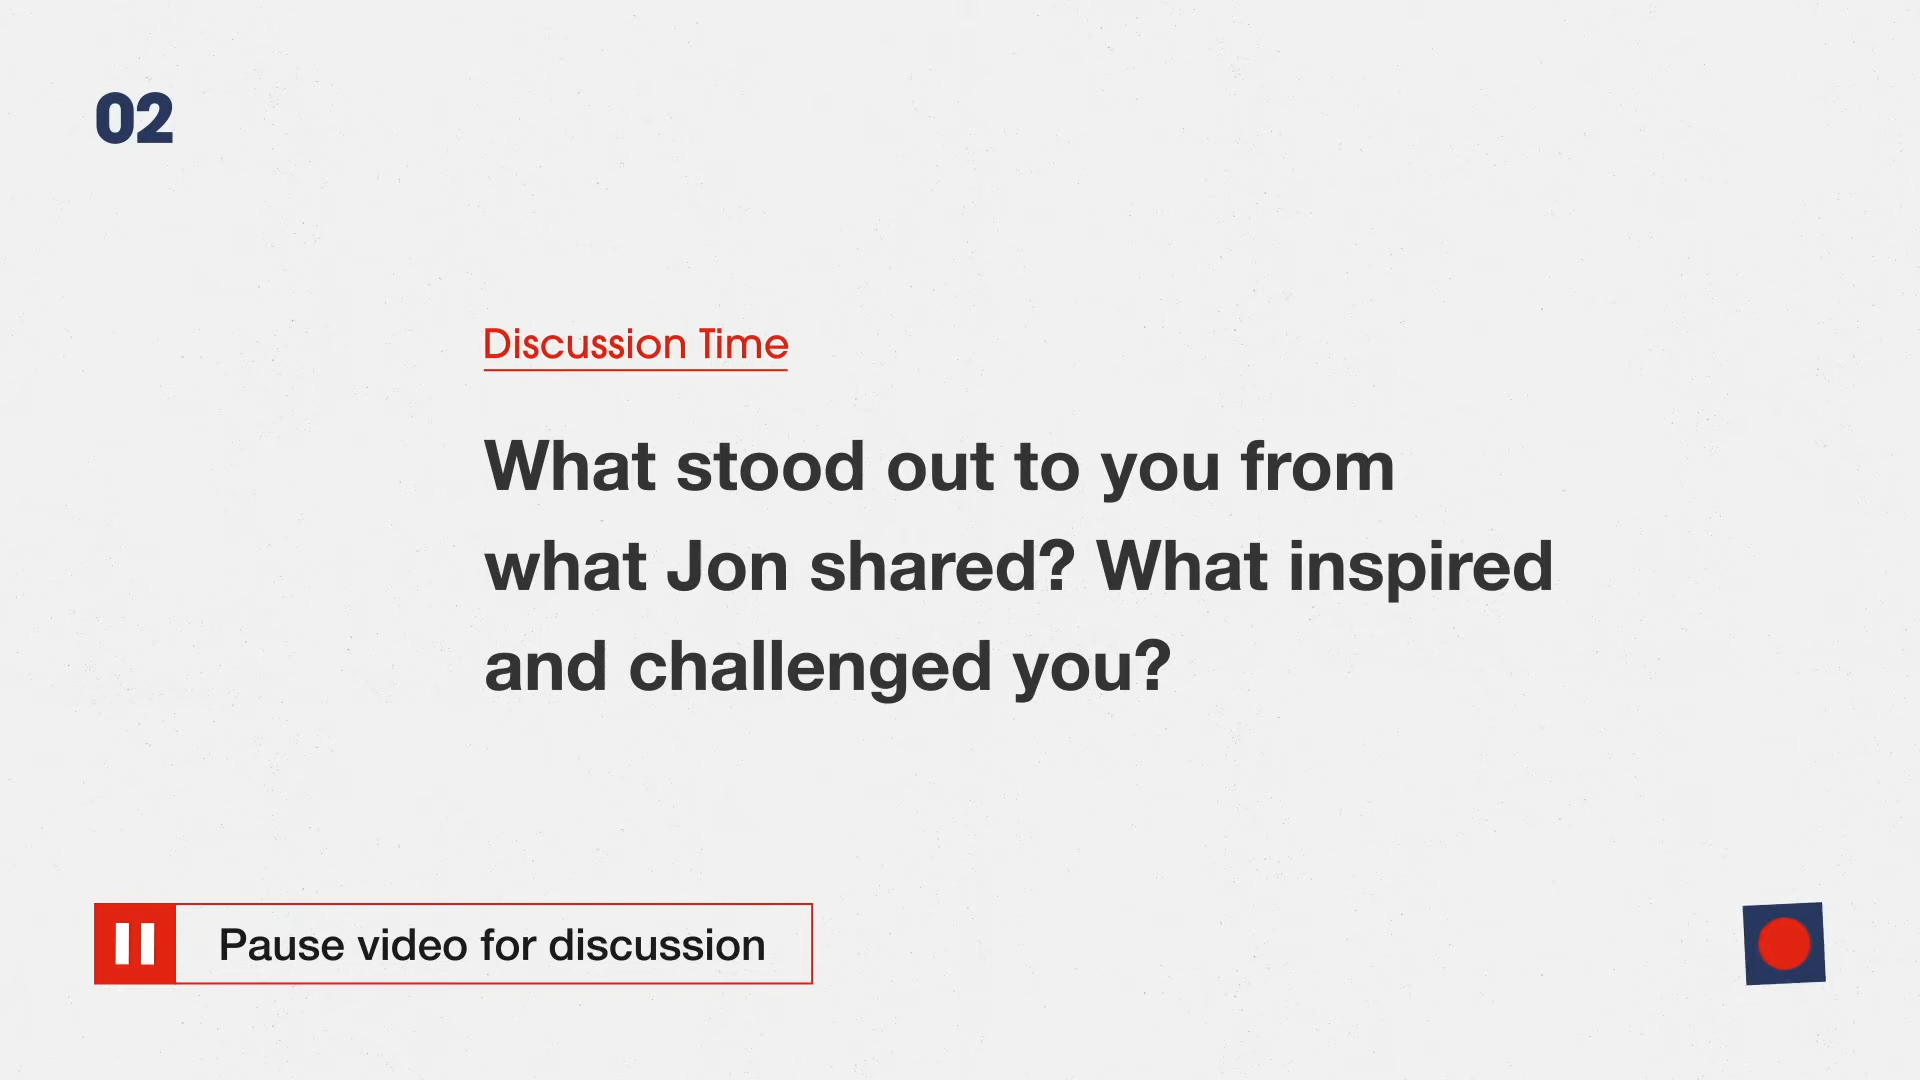 02
Discussion Time
What stood out to you from
what Jon shared? What inspired
and challenged you?
Pause video for discussion